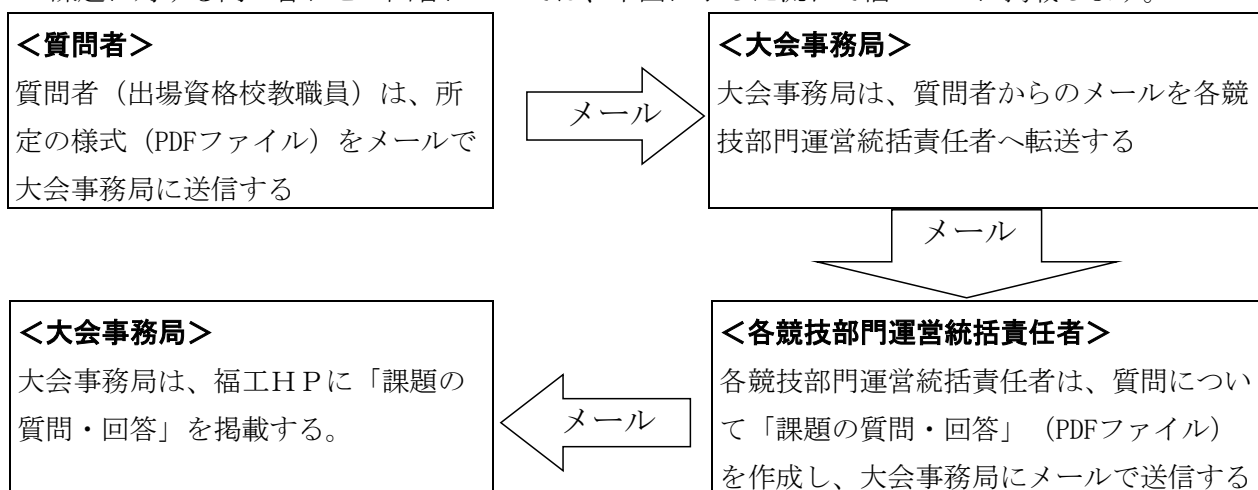 ＜質問者＞
質問者（出場資格校教職員）は、所
定の様式（PDFファイル）をメールで
大会事務局に送信する
メール
＜大会事務局＞
大会事務局は、質問者からのメールを各競
技部門運営統括責任者へ転送する
メール
＜各競技部門運営統括責任者＞
各競技部門運営統括責任者は、質問につい
て「課題の質問・回答」（PDFファイル）
を作成し、大会事務局にメールで送信する
メール
＜大会事務局＞
大会事務局は、福工ＨＰに「課題の
質問・回答」を掲載する。